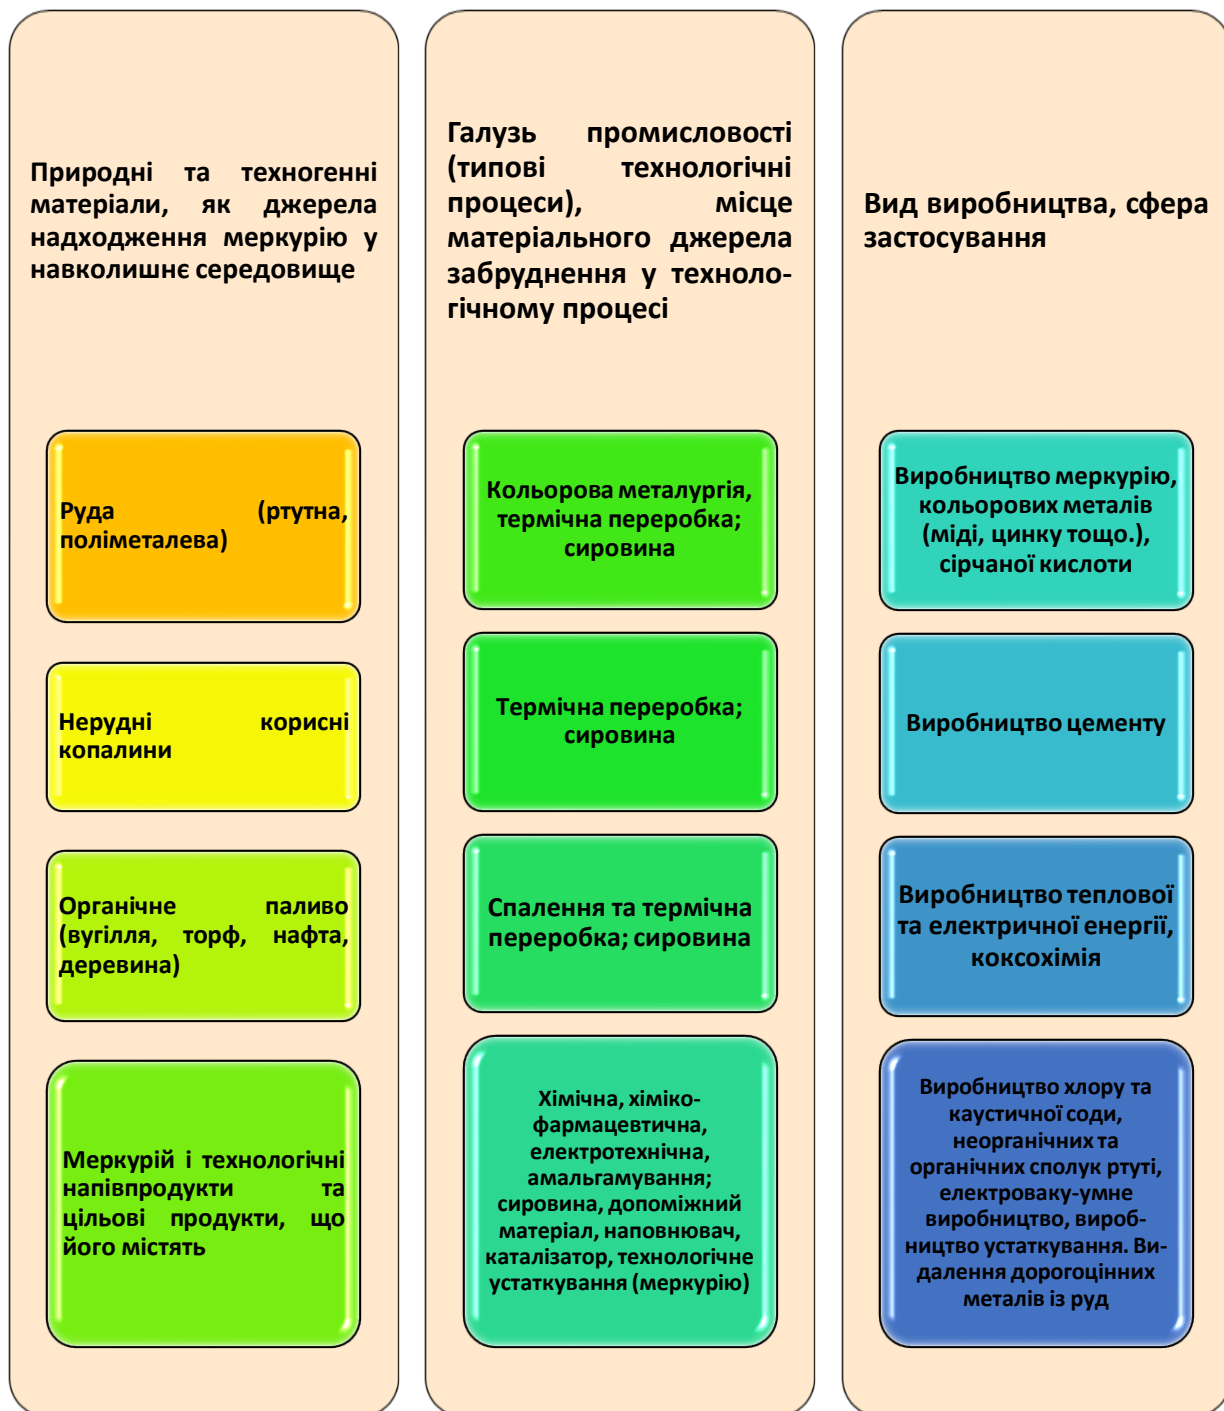 Природні та техногенні
матеріали, як джерела
надходження меркурію у
навколишнє середовище
Руда (ртутна,
поліметалева)
Нерудні корисні
копалини
Органічне паливо
(вугілля, торф, нафта,
деревина)
Меркурій і технологічні
напівпродукти та
цільові продукти, що
його містять
Галузь промисловості
(типові технологічні
процеси), місце
матеріального джерела
забруднення у техноло-
гічному процесі
Кольорова металургія,
термічна переробка;
сировина
Термічна переробка;
сировина
Спалення та термічна
переробка; сировина
Хімічна, хіміко-
фармацевтична,
електротехнічна,
амальгамування;
сировина, допоміжний
матеріал, наповнювач,
каталізатор, технологічне
устаткування (меркурію)
Вид виробництва, сфера
застосування
Виробництво меркурію,
кольорових металів
(міді, цинку тощо.),
сірчаної кислоти
Виробництво цементу
Виробництво теплової
та електричної енергії,
коксохімія
Виробництво хлору та
каустичної соди,
неорганічних та
органічних сполук ртуті,
електроваку-умне
виробництво, вироб-
ництво устаткування. Ви-
далення дорогоцінних
металів із руд